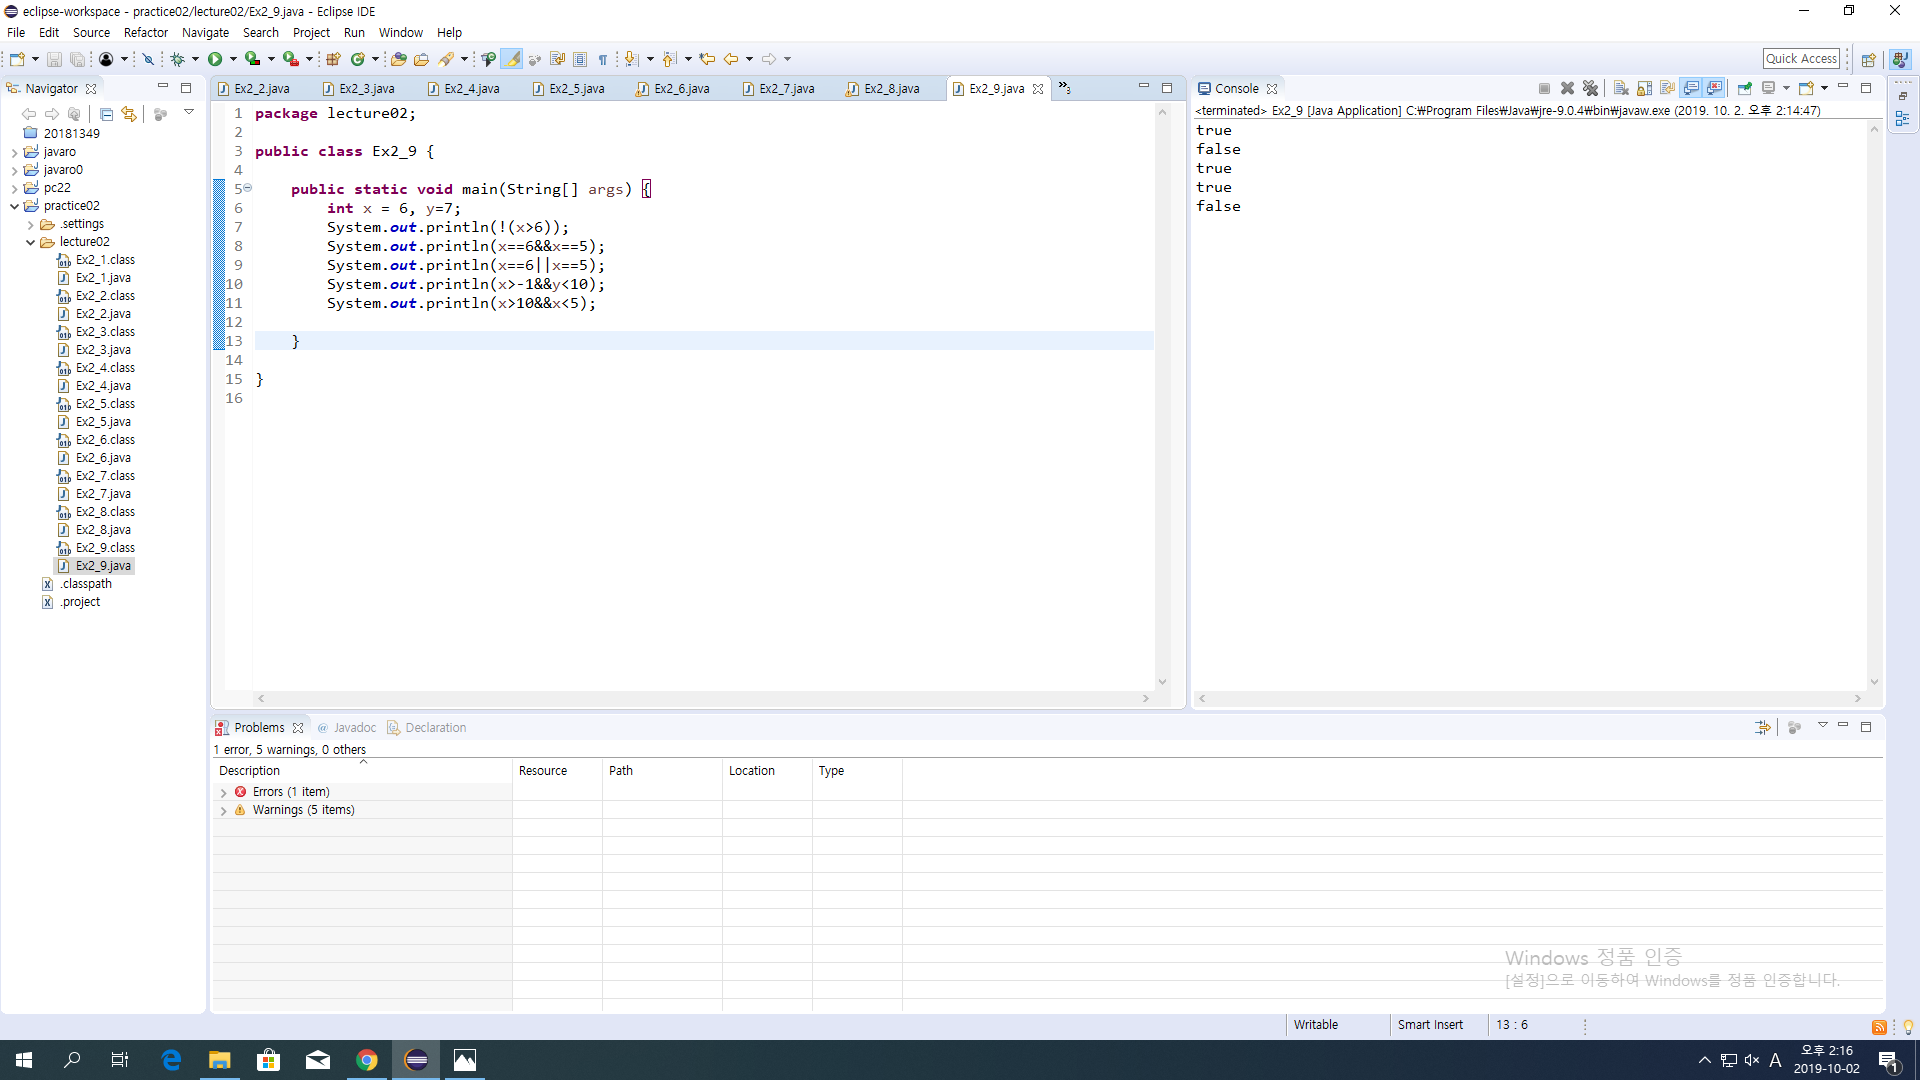 eclipse-workspace - practice02/lecture02/Ex2_9.java - Eclipse IDE
File Edit Source Refactor Navigate Search Project Run Window Help
Quick Access
Navigator
20181349
javaro
javaro0
pc22
practice02
.settings
lecture02
Ex2_1.class
Ex2_1.java
Ex2_2.class
Ex2_2.java
Ex2_3.class
Ex2_3.java
Ex2_4.class
Ex2_4.java
Ex2_5.class
Ex2_5.java
Ex2_6.class
Ex2_6.java
Ex2_7.class
Ex2_7.java
Ex2_8.class
Ex2_8.java
Ex2_9.class
Ex2_9.java
.classpath
.project
Ex2_2.java Ex2_3.java Ex2_4.java Ex2_5.java Ex2_6.java Ex2_7.java Ex2_8.java Ex2_9.java »3
1 package lecture02;
2
3 public class Ex2_9 {
4
5 public static void main(String[] args) {
6 int x = 6, y=7;
7 System.out.println(!(x>6));
8 System.out.println(x==6&&x==5);
9 System.out.println(x==6||x==5);
10 System.out.println(x>-1&&y<10);
11 System.out.println(x>10&&x<5);
12
13 }
14
15 }
16
Console
<terminated> Ex2_9 [Java Application] C:₩Program Files₩Java₩jre-9.0.4₩bin₩javaw.exe (2019. 10. 2. 오후 2:14:47)
true
false
true
true
false
Problems @ Javadoc Declaration
1 error, 5 warnings, 0 others
Description Resource Path Location Type
Errors (1 item)
Warnings (5 items)
Windows 정품 인증
[설정]으로 이동하여 Windows를 정품 인증합니다.
Writable Smart Insert 13 : 6
A
오후 2:16
2019-10-02
1